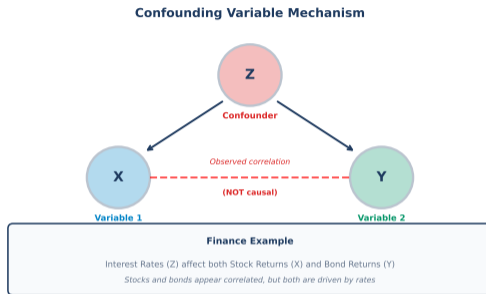 Confounding Variable Mechanism
Z
Confounder
Observed correlation
X
Y
(NOT causal)
Variable 1
Variable 2
Finance Example
Interest Rates (Z) affect both Stock Returns (X) and Bond Returns (Y)
Stocks and bonds appear correlated, but both are driven by rates